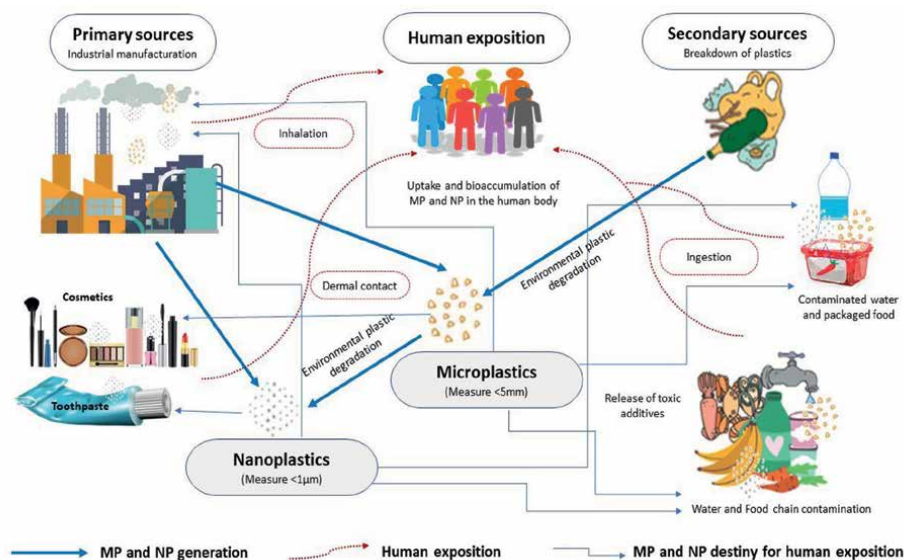 Primary sources
Industrial manufacturation
Human exposition
Secondary sources
Breakdown of plastics
Inhalation
Uptake and bioaccumulation of
MP and NP in the human body
Environmental plastic
degradation
Ingestion
Dermal contact
Contaminated water
and packaged food
Cosmetics
Environmental plastic
degradation
Microplastics
(Measure <5mm)
Toothpaste
Release of toxic
additives
Nanoplastics
(Measure <1µm)
Water and Food chain contamination
MP and NP generation
Human exposition
MP and NP destiny for human exposition